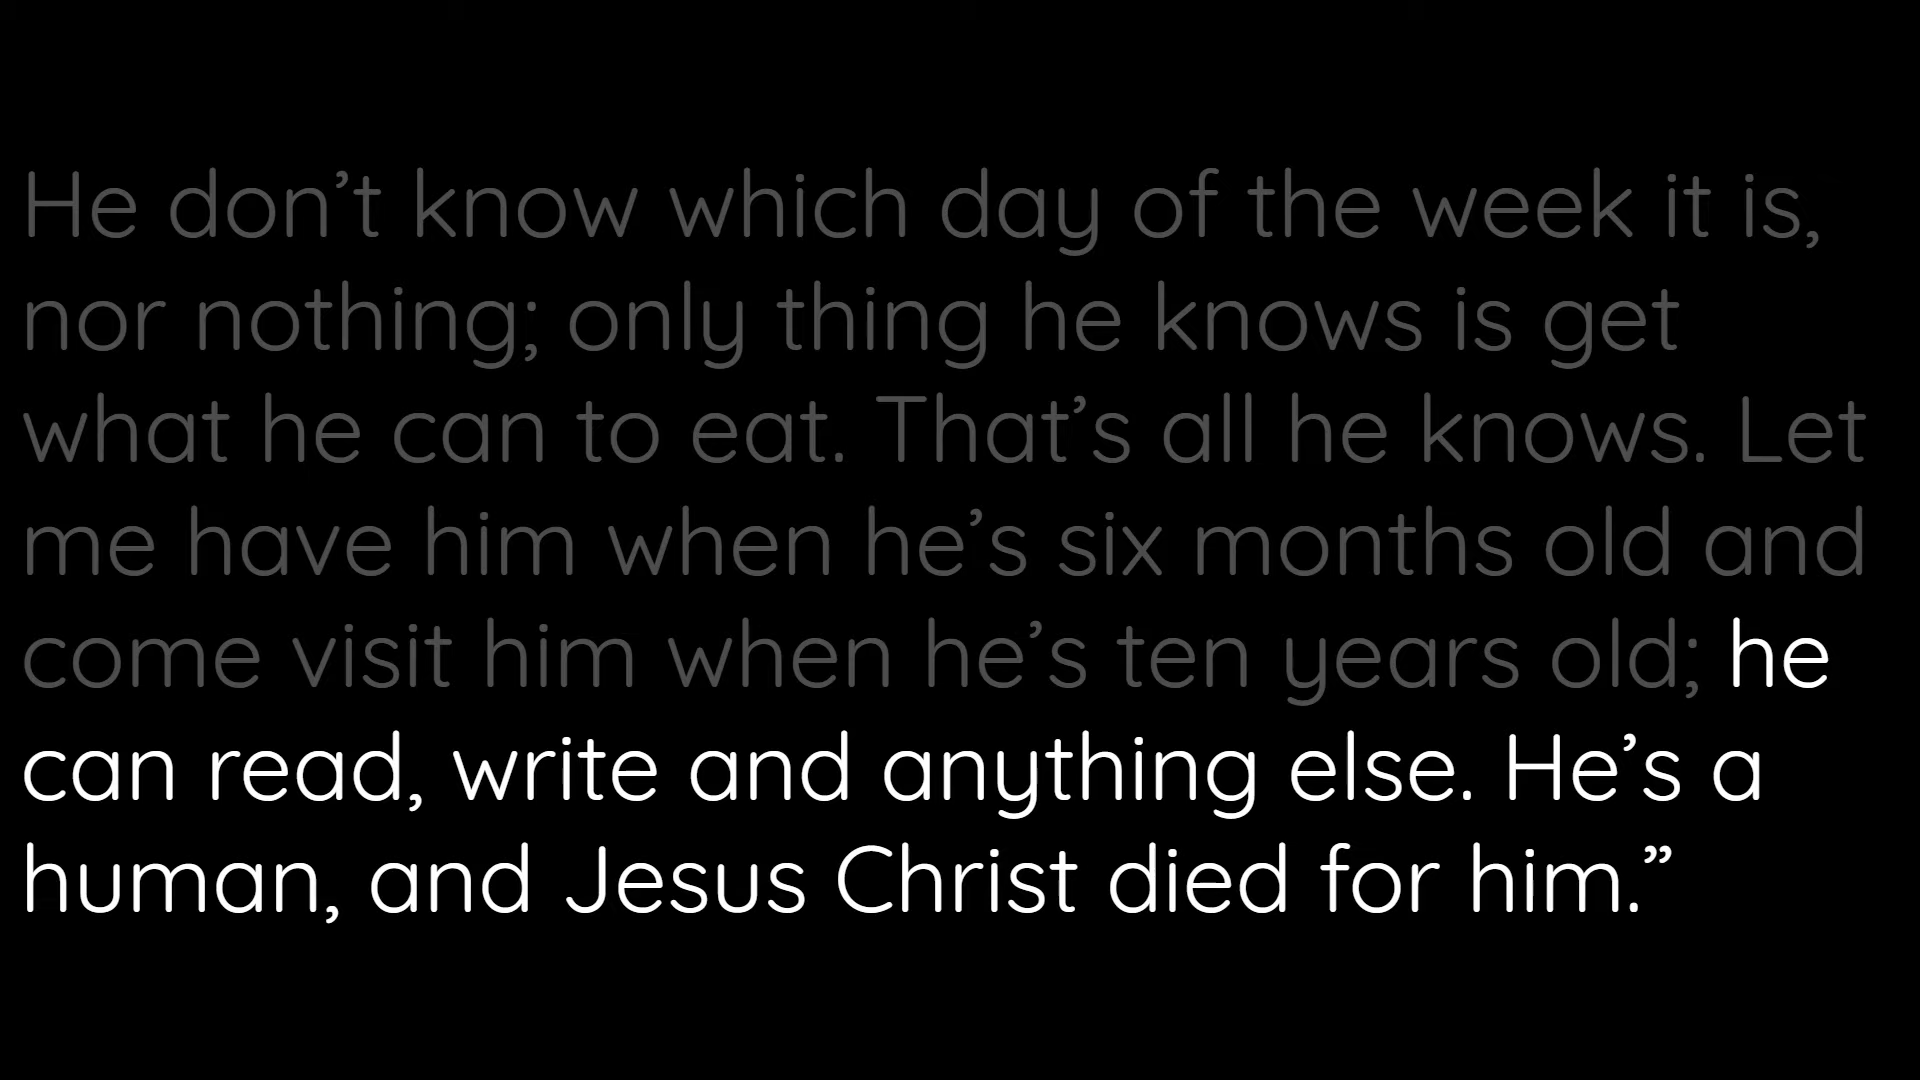 He don’t know which day of the week it is,
nor nothing; only thing he knows is get
what he can to eat. That’s all he knows. Let
me have him when he’s six months old and
come visit him when he’s ten years old; he
can read, write and anything else. He’s a
human, and Jesus Christ died for him.”